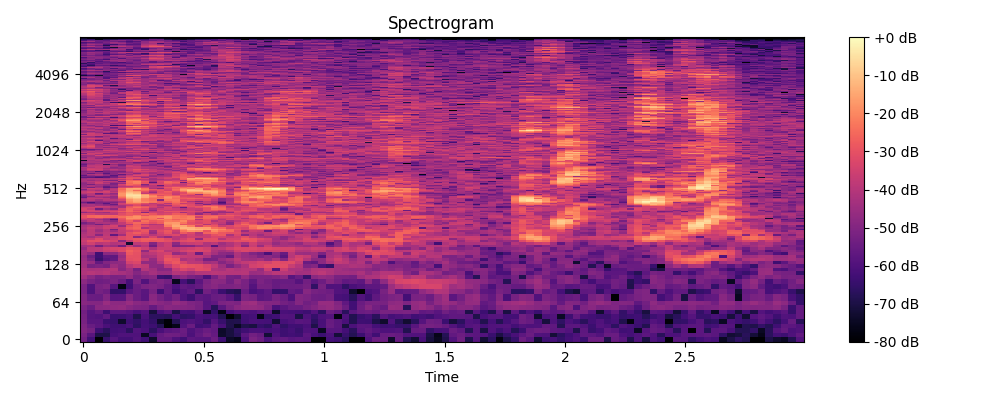 Spectrogram
4096
2048
1024
512
256
128
64
0
Hz
0
0.5
1
1.5
2
2.5
Time
+0 dB
-10 dB
-20 dB
-30 dB
-40 dB
-50 dB
-60 dB
-70 dB
-80 dB